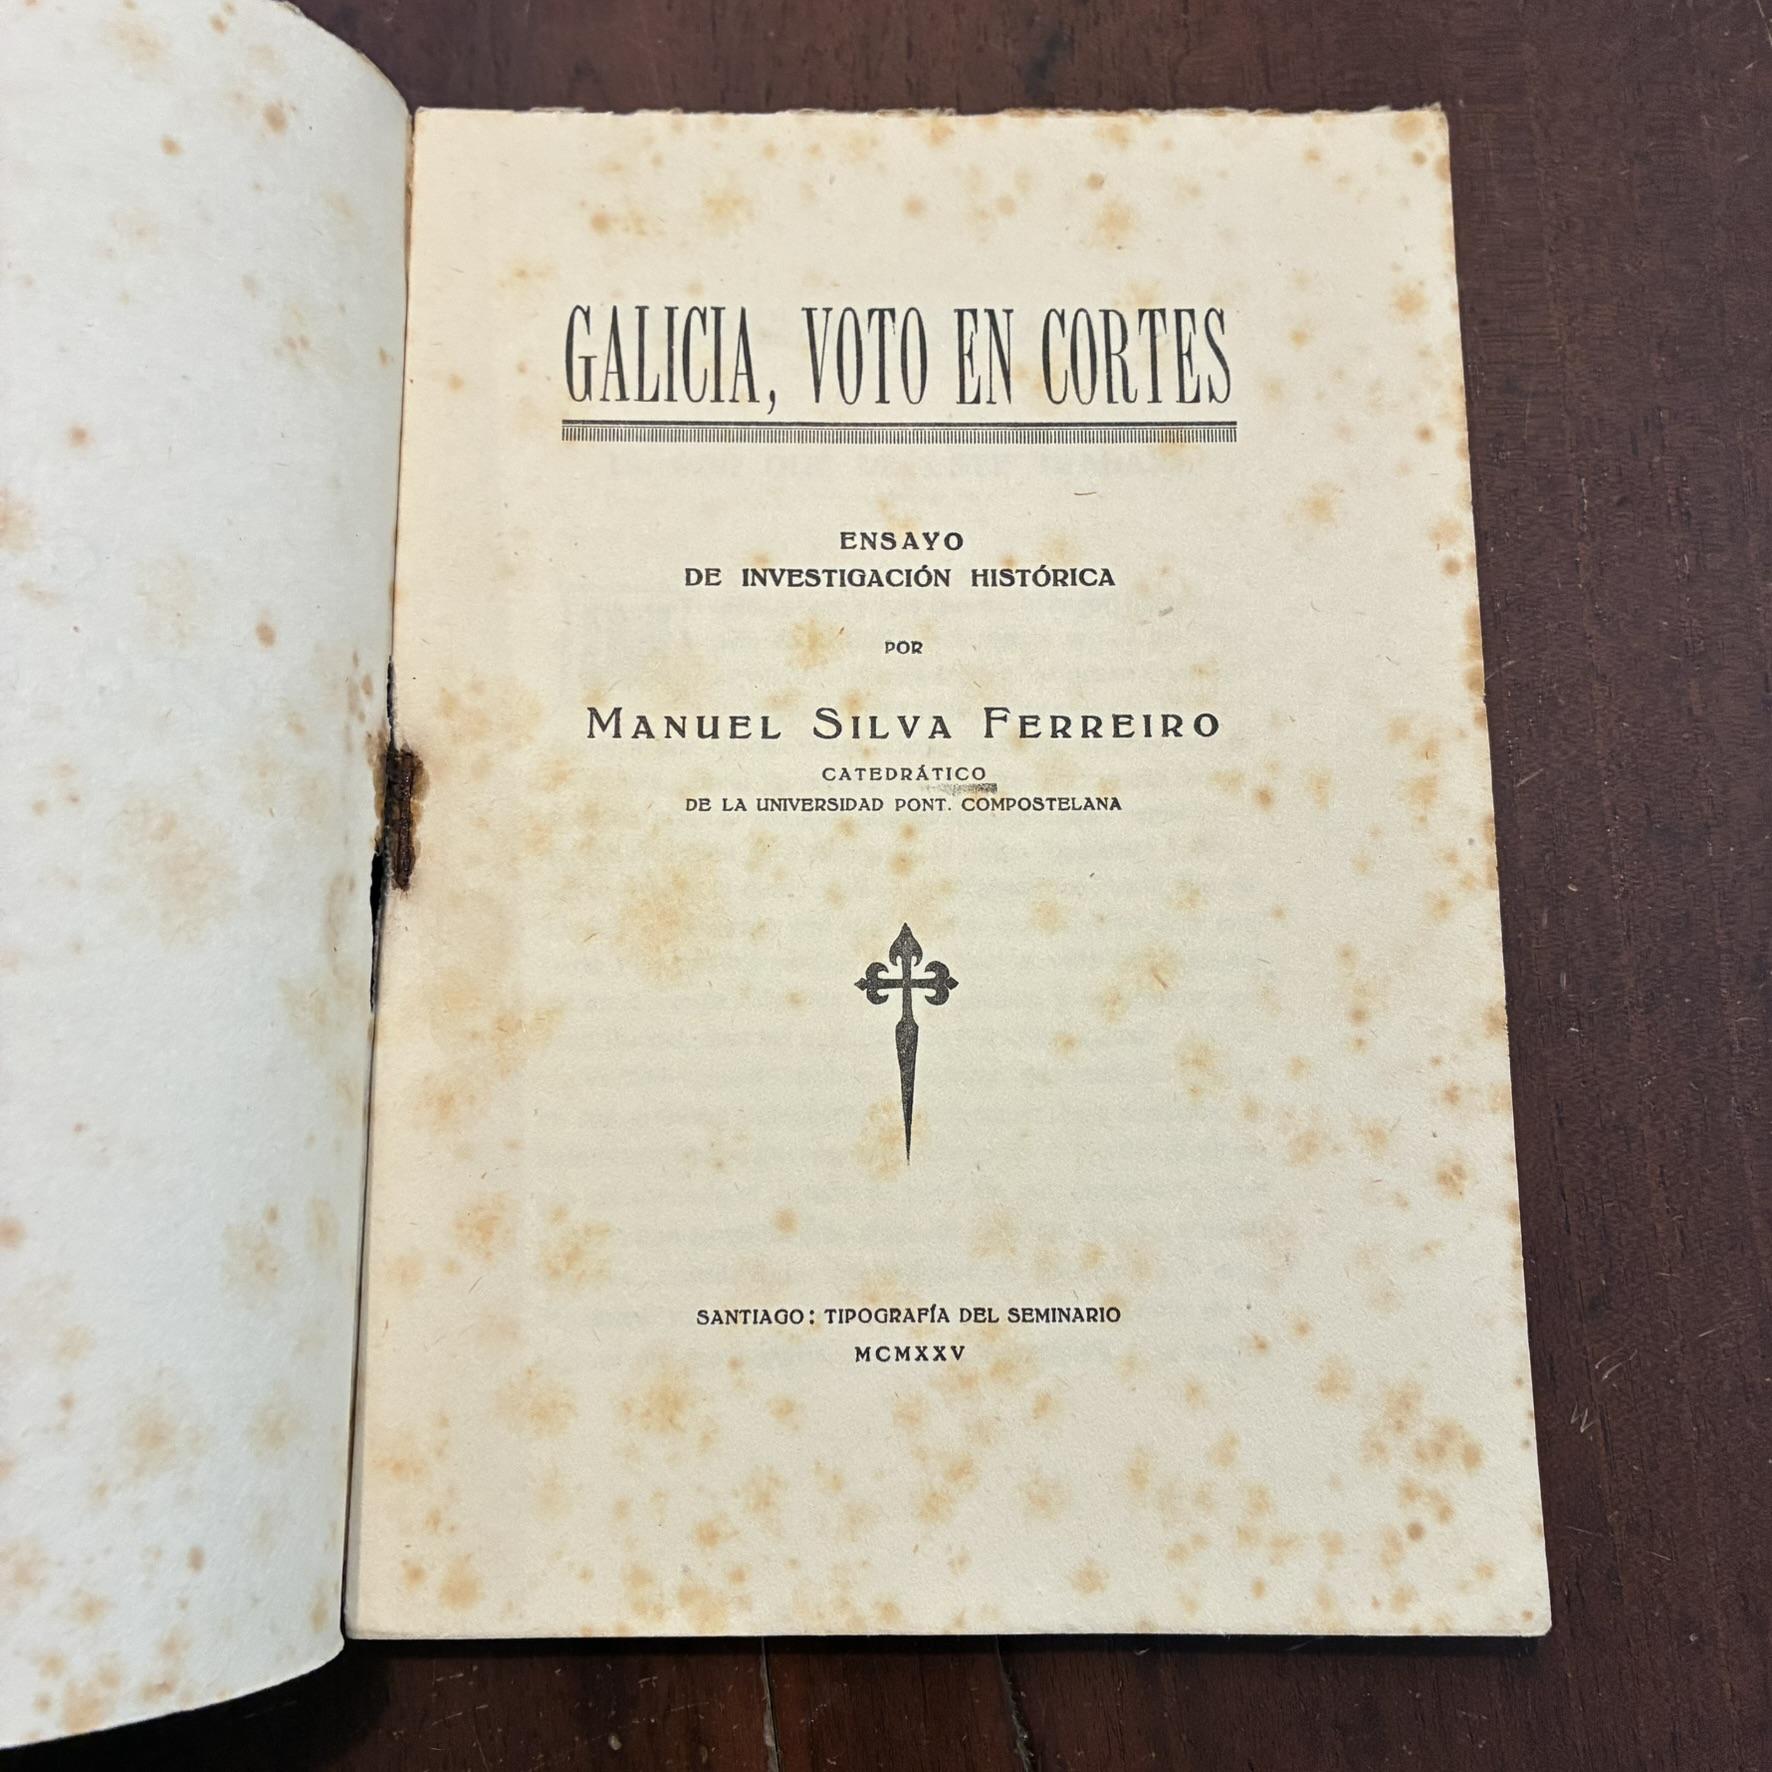 GALICIA, VOTO EN CORTES
ENSAYO
DE INVESTIGACIÓN HISTÓRICA
POR
MANUEL SILVA FERREIRO
CATEDRÁTICO
DE LA UNIVERSIDAD PONT. COMPOSTELANA
SANTIAGO: TIPOGRAFÍA DEL SEMINARIO
MCMXXV